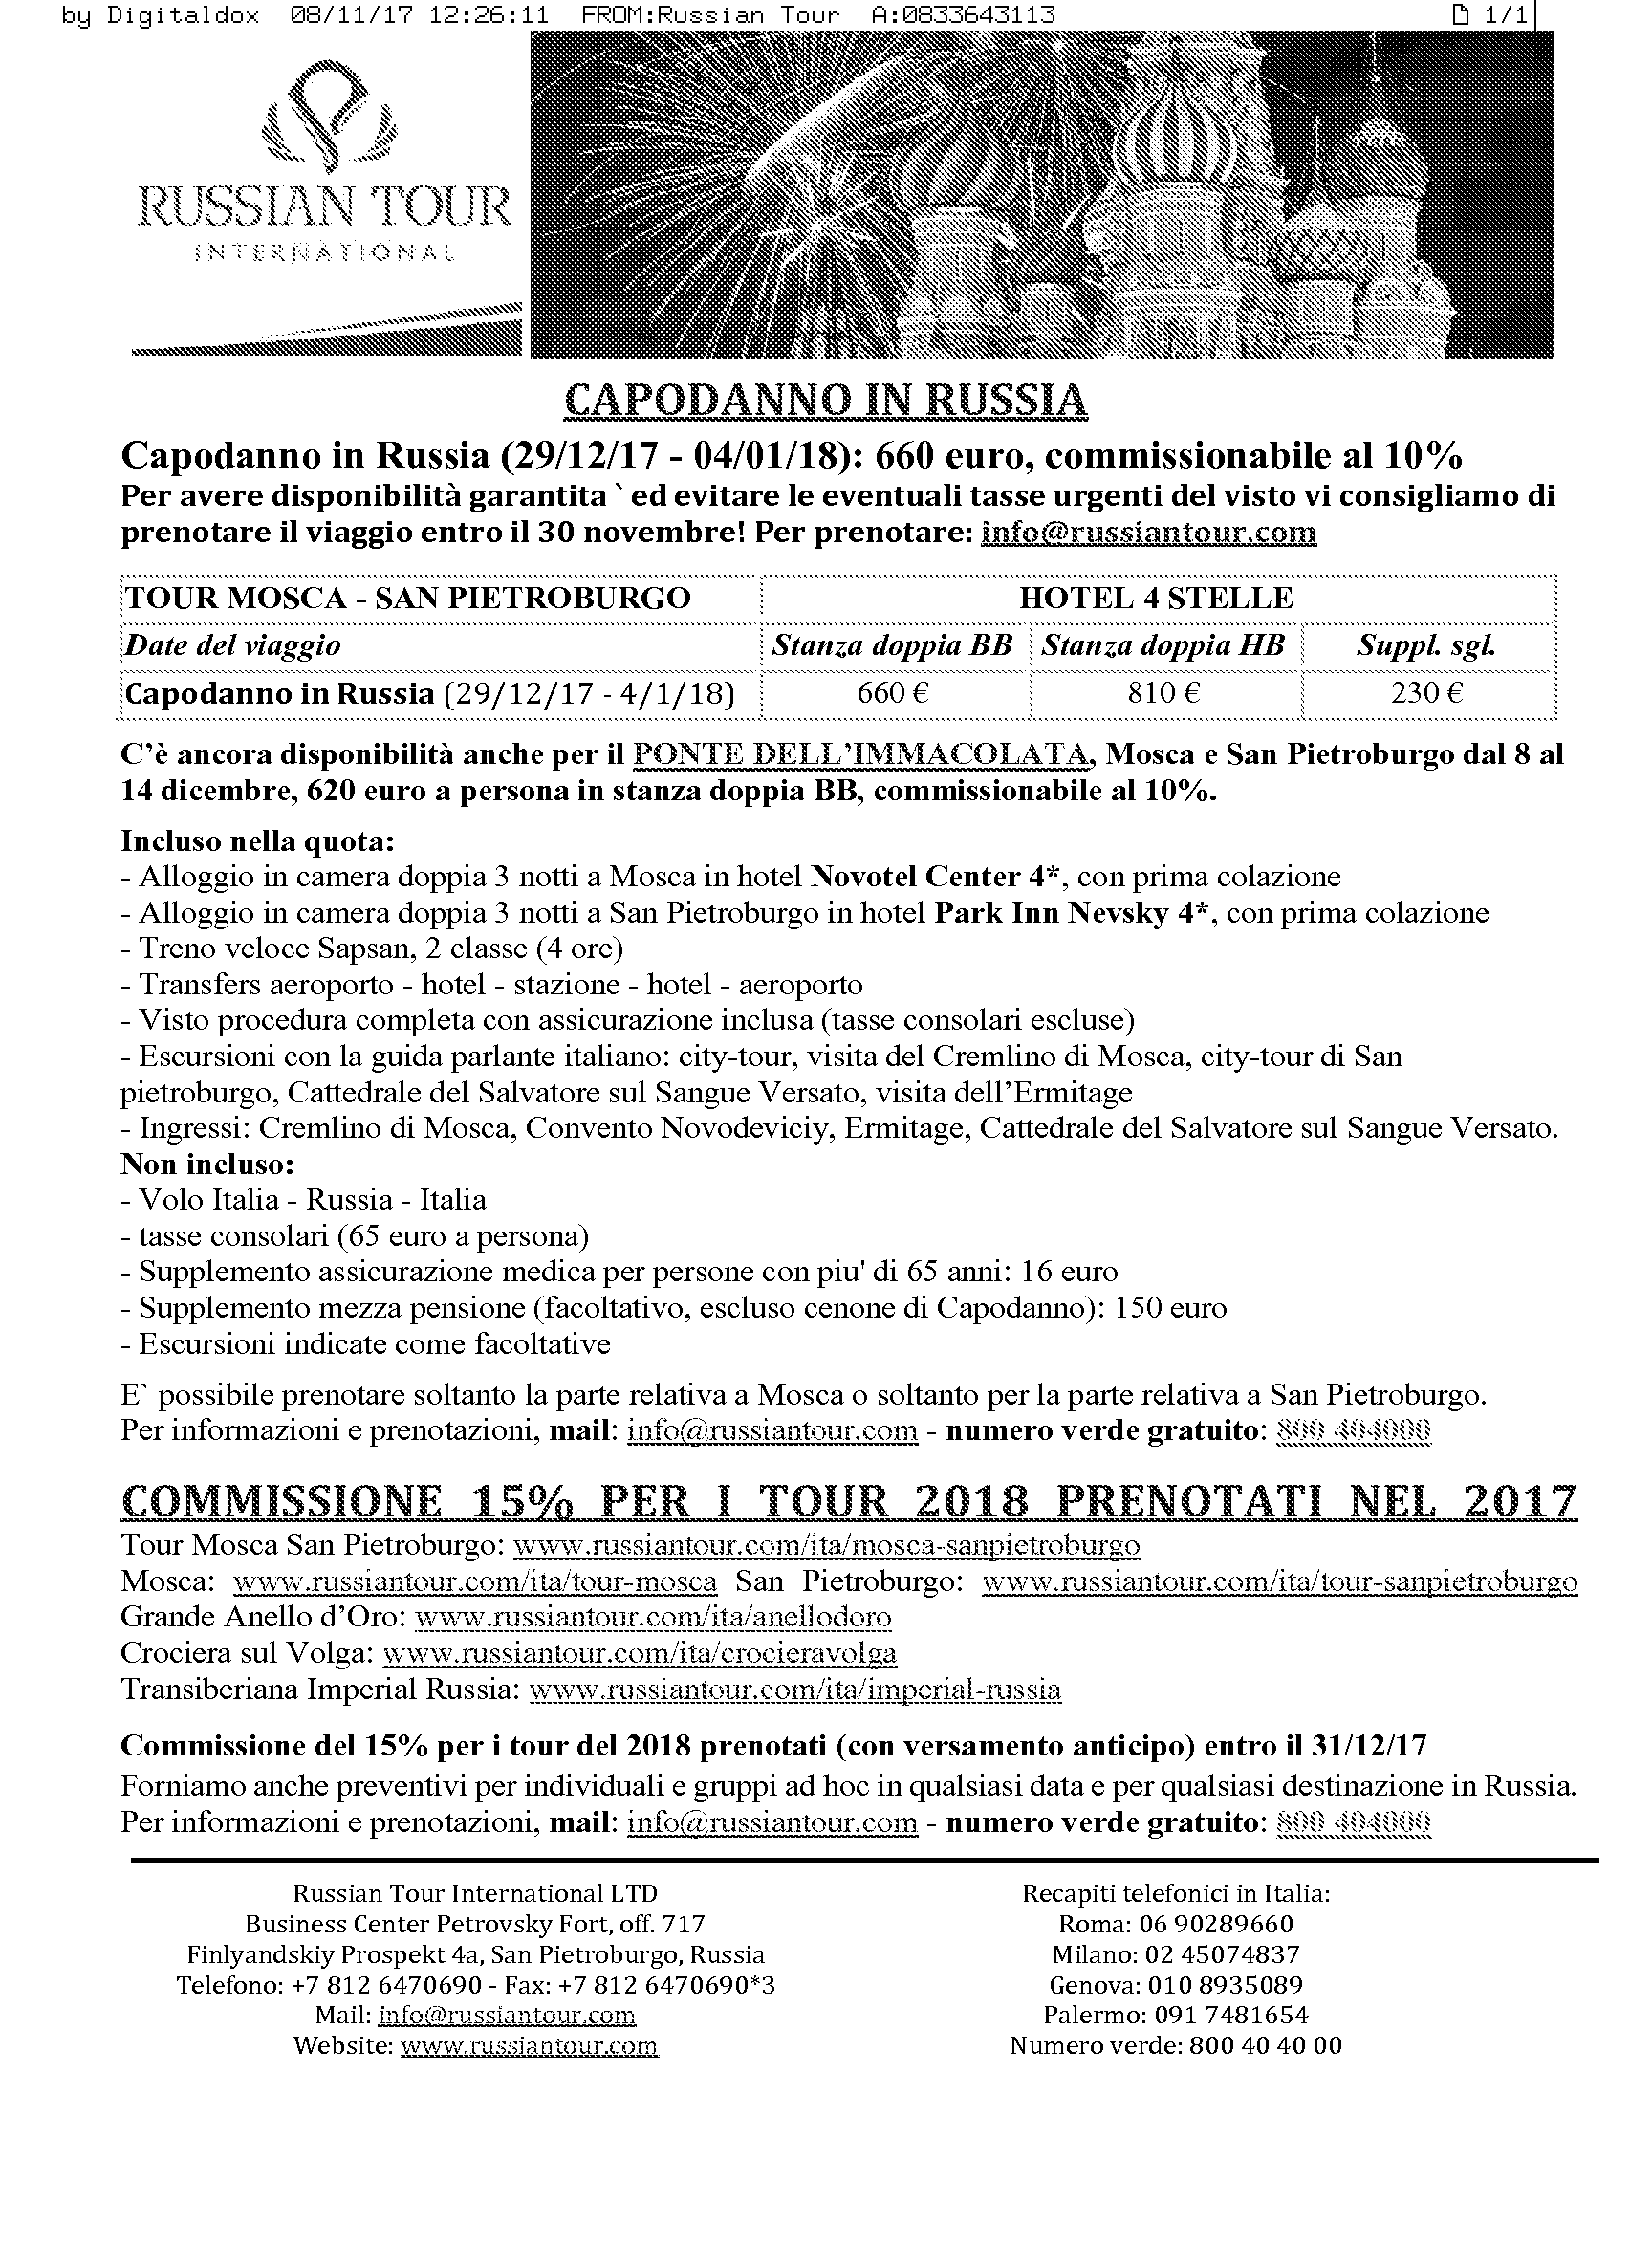 by Digitaldox 08/11/17 12:26:11 FROM:Russian Tour A:0833643113 1/1
RUSSIAN TOUR
INTERNATIONAL
CAPODANNO IN RUSSIA
Capodanno in Russia (29/12/17 - 04/01/18): 660 euro, commissionabile al 10%
Per avere disponibilità garantita ` ed evitare le eventuali tasse urgenti del visto vi consigliamo di
prenotare il viaggio entro il 30 novembre! Per prenotare: info@russiantour.com
TOUR MOSCA - SAN PIETROBURGO HOTEL 4 STELLE
Date del viaggio Stanza doppia BB Stanza doppia HB Suppl. sgl.
Capodanno in Russia (29/12/17 - 4/1/18) 660 € 810 € 230 €
C’è ancora disponibilità anche per il PONTE DELL’IMMACOLATA, Mosca e San Pietroburgo dal 8 al
14 dicembre, 620 euro a persona in stanza doppia BB, commissionabile al 10%.
Incluso nella quota:
- Alloggio in camera doppia 3 notti a Mosca in hotel Novotel Center 4*, con prima colazione
- Alloggio in camera doppia 3 notti a San Pietroburgo in hotel Park Inn Nevsky 4*, con prima colazione
- Treno veloce Sapsan, 2 classe (4 ore)
- Transfers aeroporto - hotel - stazione - hotel - aeroporto
- Visto procedura completa con assicurazione inclusa (tasse consolari escluse)
- Escursioni con la guida parlante italiano: city-tour, visita del Cremlino di Mosca, city-tour di San
pietroburgo, Cattedrale del Salvatore sul Sangue Versato, visita dell’Ermitage
- Ingressi: Cremlino di Mosca, Convento Novodeviciy, Ermitage, Cattedrale del Salvatore sul Sangue Versato.
Non incluso:
- Volo Italia - Russia - Italia
- tasse consolari (65 euro a persona)
- Supplemento assicurazione medica per persone con piu' di 65 anni: 16 euro
- Supplemento mezza pensione (facoltativo, escluso cenone di Capodanno): 150 euro
- Escursioni indicate come facoltative
E` possibile prenotare soltanto la parte relativa a Mosca o soltanto per la parte relativa a San Pietroburgo.
Per informazioni e prenotazioni, mail: info@russiantour.com - numero verde gratuito: 800 404000
COMMISSIONE 15% PER I TOUR 2018 PRENOTATI NEL 2017
Tour Mosca San Pietroburgo: www.russiantour.com/ita/mosca-sanpietroburgo
Mosca: www.russiantour.com/ita/tour-mosca San Pietroburgo: www.russiantour.com/ita/tour-sanpietroburgo
Grande Anello d’Oro: www.russiantour.com/ita/anellodoro
Crociera sul Volga: www.russiantour.com/ita/crocieravolga
Transiberiana Imperial Russia: www.russiantour.com/ita/imperial-russia
Commissione del 15% per i tour del 2018 prenotati (con versamento anticipo) entro il 31/12/17
Forniamo anche preventivi per individuali e gruppi ad hoc in qualsiasi data e per qualsiasi destinazione in Russia.
Per informazioni e prenotazioni, mail: info@russiantour.com - numero verde gratuito: 800 404000
Russian Tour International LTD
Business Center Petrovsky Fort, off. 717
Finlyandskiy Prospekt 4a, San Pietroburgo, Russia
Telefono: +7 812 6470690 - Fax: +7 812 6470690*3
Mail: info@russiantour.com
Website: www.russiantour.com
Recapiti telefonici in Italia:
Roma: 06 90289660
Milano: 02 45074837
Genova: 010 8935089
Palermo: 091 7481654
Numero verde: 800 40 40 00